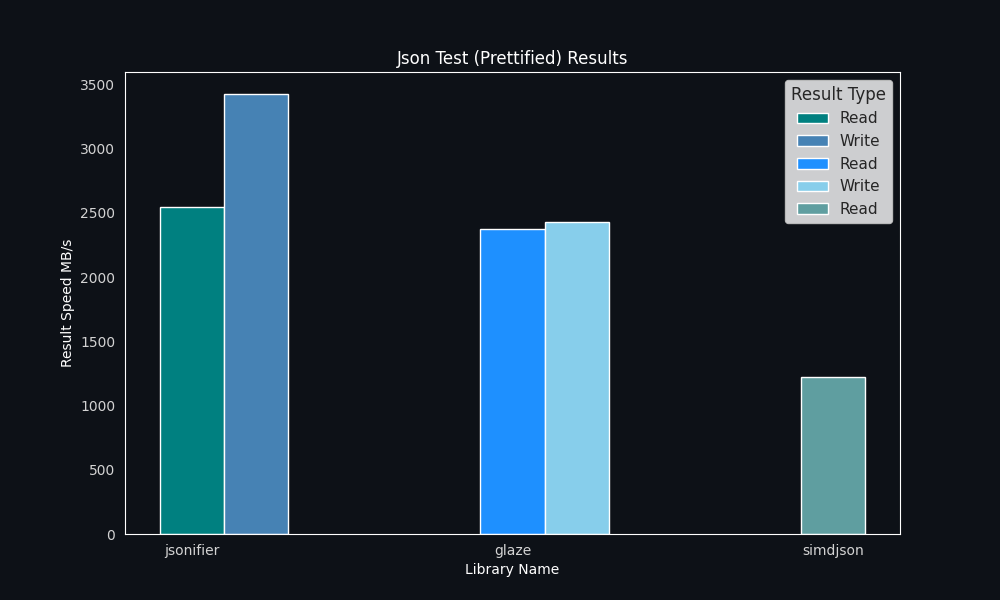 Json Test (Prettified) Results
Result Type
Read
Write
Read
Write
Read
Result Speed MB/s
3500
3000
2500
2000
1500
1000
500
0
jsonifier
glaze
simdjson
Library Name